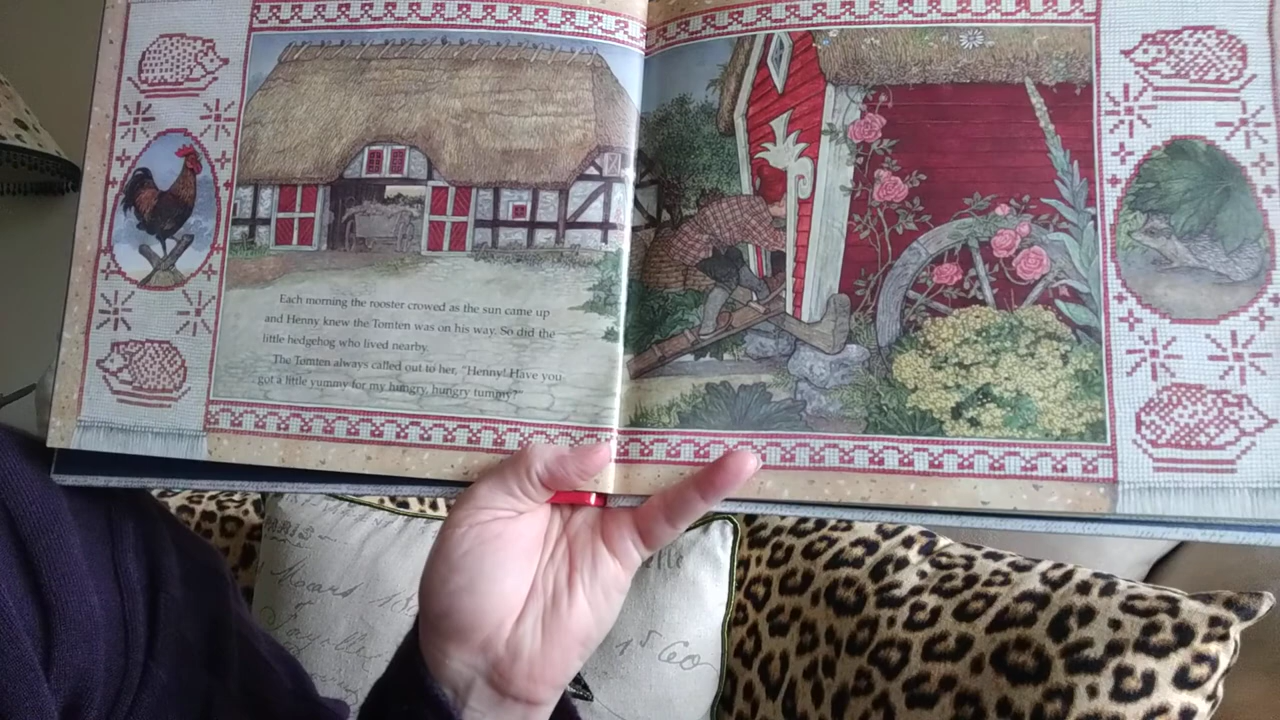 Each morning the rooster crowed as the sun came up
and Henny knew the Tomten was on his way. So did the
little hedgehog who lived nearby.
The Tomten always called out to her, "Henny! Have you
got a little yummy for my hungry, hungry tummy?"
PARIS